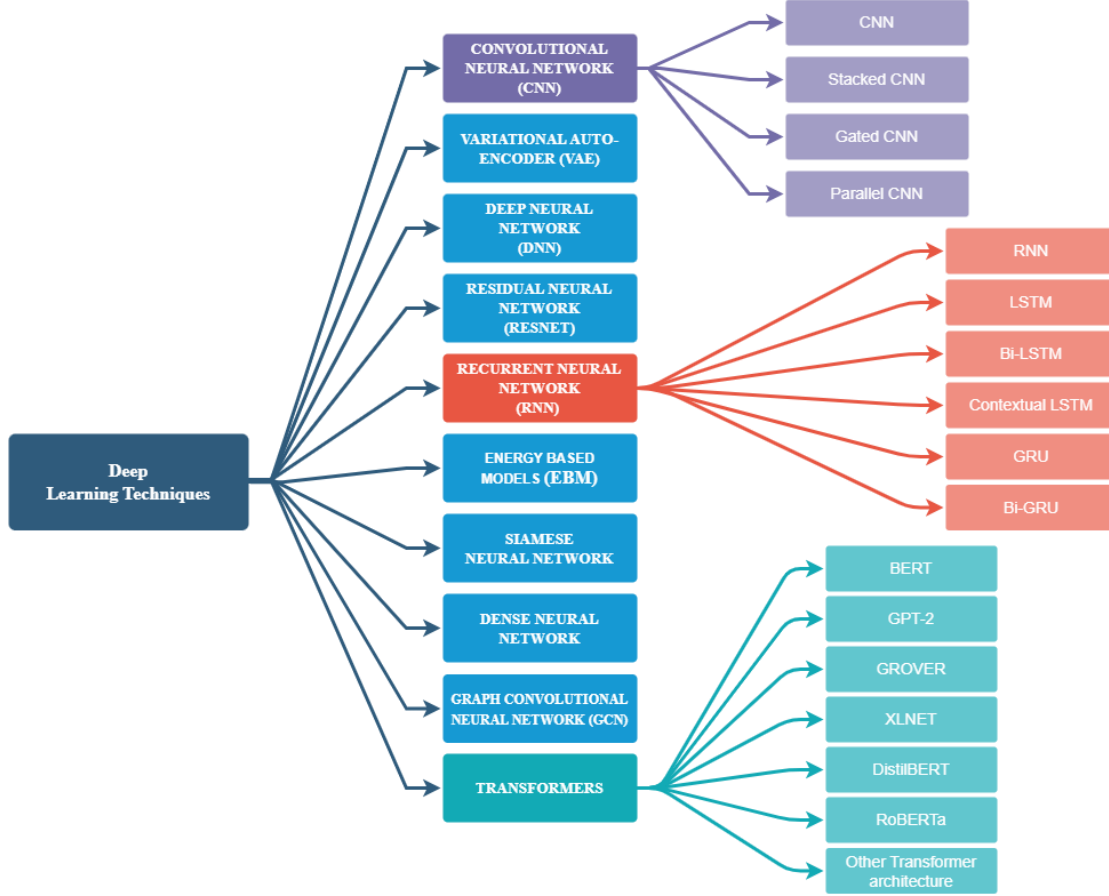 Deep
Learning Techniques
CONVOLUTIONAL
NEURAL NETWORK
(CNN)
VARIATIONAL AUTO-
ENCODER (VAE)
DEEP NEURAL
NETWORK
(DNN)
RESIDUAL NEURAL
NETWORK
(RESNET)
RECURRENT NEURAL
NETWORK
(RNN)
ENERGY BASED
MODELS (EBM)
SIAMESE
NEURAL NETWORK
DENSE NEURAL
NETWORK
GRAPH CONVOLUTIONAL
NEURAL NETWORK (GCN)
TRANSFORMERS
CNN
Stacked CNN
Gated CNN
Parallel CNN
RNN
LSTM
Bi-LSTM
Contextual LSTM
GRU
Bi-GRU
BERT
GPT-2
GROVER
XLNET
DistilBERT
RoBERTa
Other Transformer
architecture